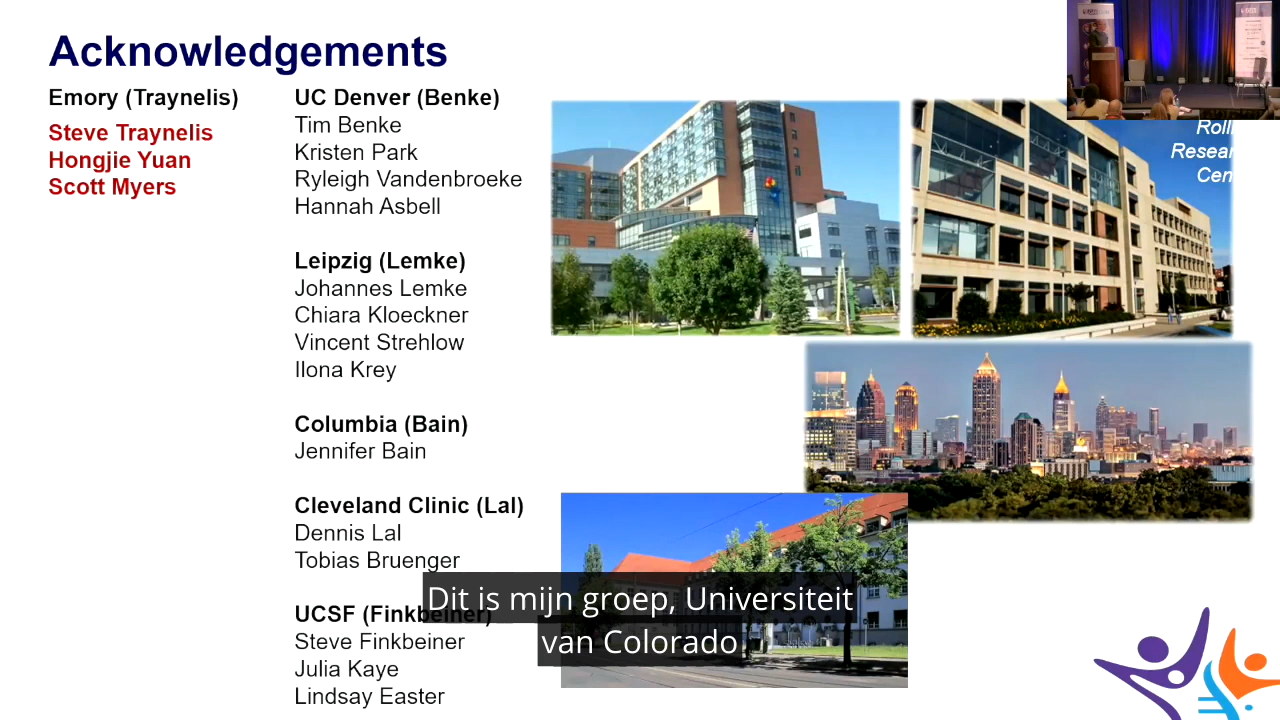 Acknowledgements
Emory (Traynelis)
Steve Traynelis
Hongjie Yuan
Scott Myers
UC Denver (Benke)
Tim Benke
Kristen Park
Ryleigh Vandenbroeke
Hannah Asbell
Leipzig (Lemke)
Johannes Lemke
Chiara Kloeckner
Vincent Strehlow
Ilona Krey
Columbia (Bain)
Jennifer Bain
Cleveland Clinic (Lal)
Dennis Lal
Tobias Bruenger
UCSF (Finkbeiner)
Steve Finkbeiner
Julia Kaye
Lindsay Easter
Dit is mijn groep, Universiteit
van Colorado